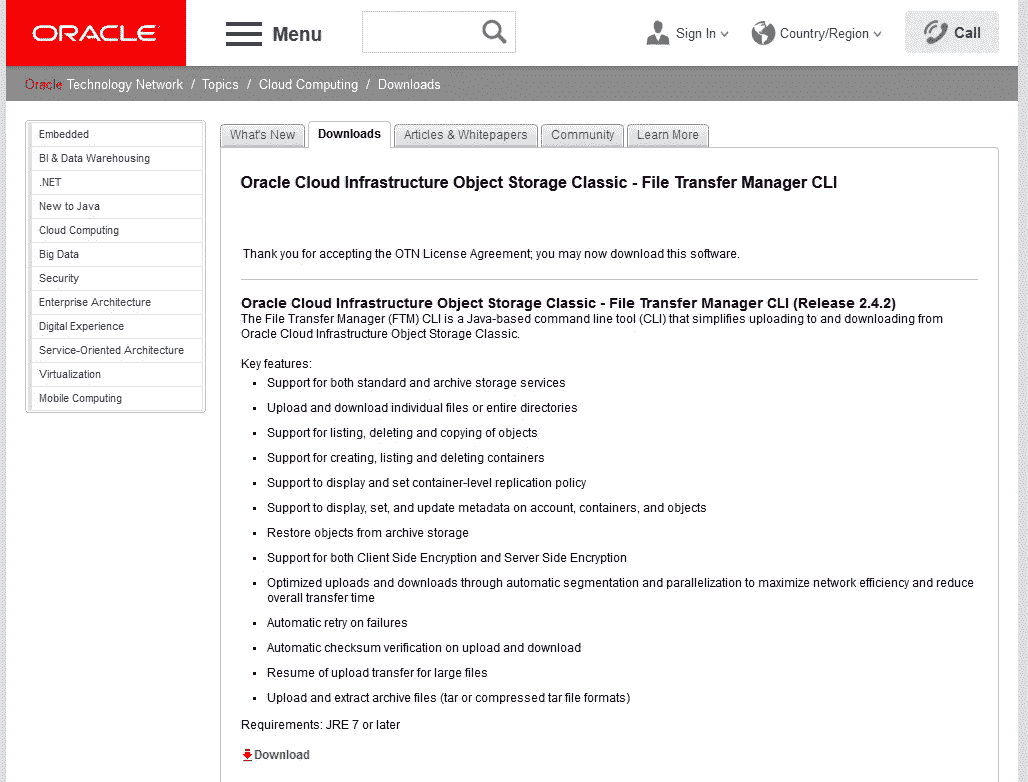 ORACLE
Menu
Sign In
Country/Region
Call
Oracle Technology Network / Topics / Cloud Computing / Downloads
Embedded
BI & Data Warehousing
.NET
New to Java
Cloud Computing
Big Data
Security
Enterprise Architecture
Digital Experience
Service-Oriented Architecture
Virtualization
Mobile Computing
What's New
Downloads
Articles & Whitepapers
Community
Learn More
Oracle Cloud Infrastructure Object Storage Classic - File Transfer Manager CLI
Thank you for accepting the OTN License Agreement; you may now download this software.
Oracle Cloud Infrastructure Object Storage Classic - File Transfer Manager CLI (Release 2.4.2)
The File Transfer Manager (FTM) CLI is a Java-based command line tool (CLI) that simplifies uploading to and downloading from
Oracle Cloud Infrastructure Object Storage Classic.
Key features:
Support for both standard and archive storage services
Upload and download individual files or entire directories
Support for listing, deleting and copying of objects
Support for creating, listing and deleting containers
Support to display and set container-level replication policy
Support to display, set, and update metadata on account, containers, and objects
Restore objects from archive storage
Support for both Client Side Encryption and Server Side Encryption
Optimized uploads and downloads through automatic segmentation and parallelization to maximize network efficiency and reduce
overall transfer time
Automatic retry on failures
Automatic checksum verification on upload and download
Resume of upload transfer for large files
Upload and extract archive files (tar or compressed tar file formats)
Requirements: JRE 7 or later
Download